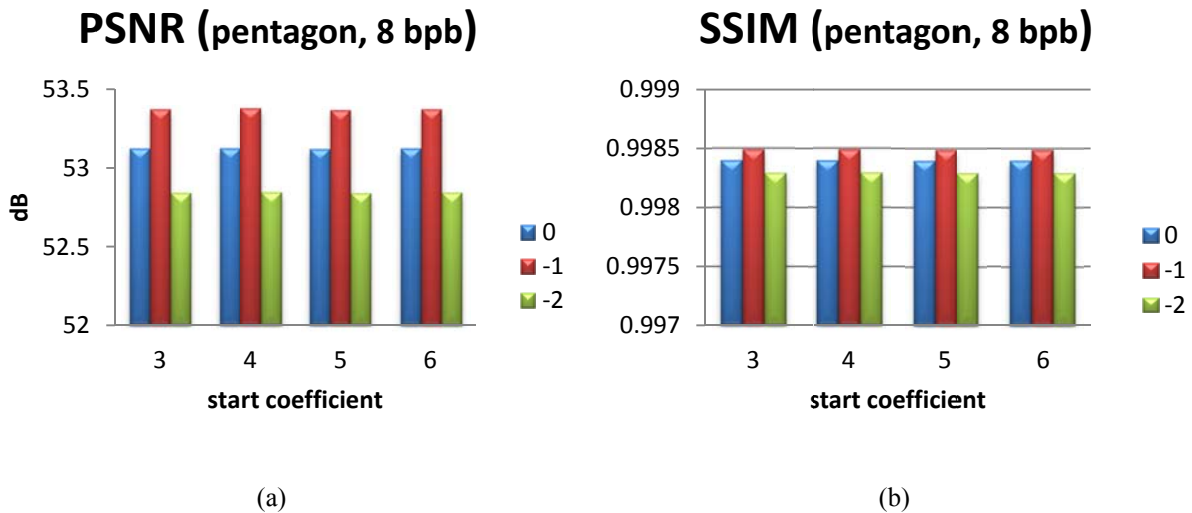 PSNR (pentagon, 8 bpb)
53.5
53
52.5
52
dB
3 4 5 6
start coefficient
0
-1
-2
(a)
SSIM (pentagon, 8 bpb)
0.999
0.9985
0.998
0.9975
0.997
3 4 5 6
start coefficient
0
-1
-2
(b)